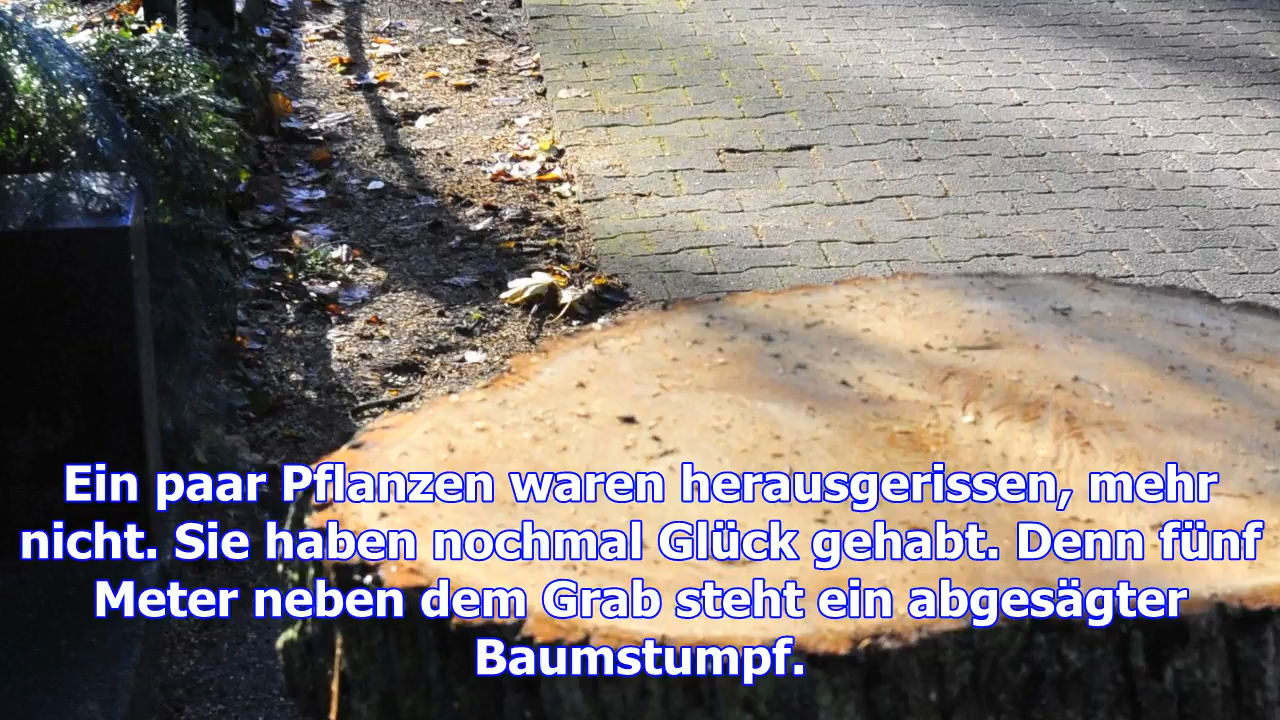 Ein paar Pflanzen waren herausgerissen, mehr
nicht. Sie haben nochmal Glück gehabt. Denn fünf
Meter neben dem Grab steht ein abgesägter
Baumstumpf.